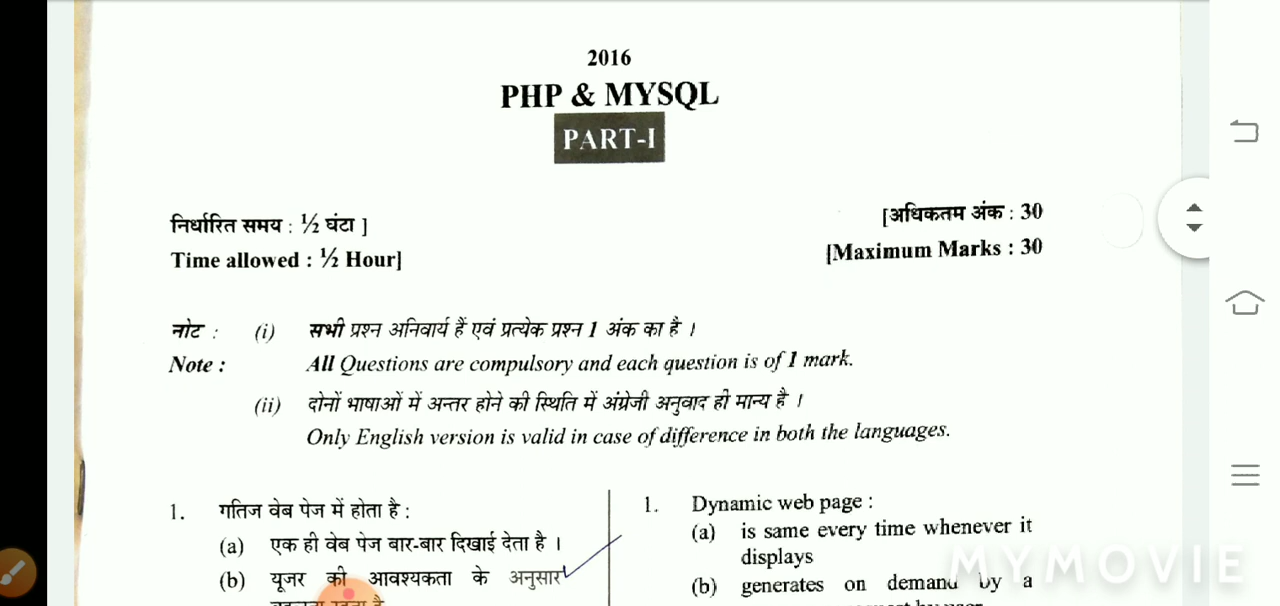 2016
PHP & MYSQL
PART-I
निर्धारित समय : ½ घंटा ]
[अधिकतम अंक : 30
Time allowed : ½ Hour]
[Maximum Marks : 30
नोट : (i) सभी प्रश्न अनिवार्य हैं एवं प्रत्येक प्रश्न 1 अंक का है ।
Note : All Questions are compulsory and each question is of 1 mark.
(ii) दोनों भाषाओं में अन्तर होने की स्थिति में अंग्रेजी अनुवाद ही मान्य है ।
Only English version is valid in case of difference in both the languages.
1. गतिज वेब पेज में होता है :
(a) एक ही वेब पेज बार-बार दिखाई देता है ।
(b) यूजर की आवश्यकता के अनुसार
1. Dynamic web page :
(a) is same every time whenever it
displays
(b) generates on demand by a
MYMOVIE